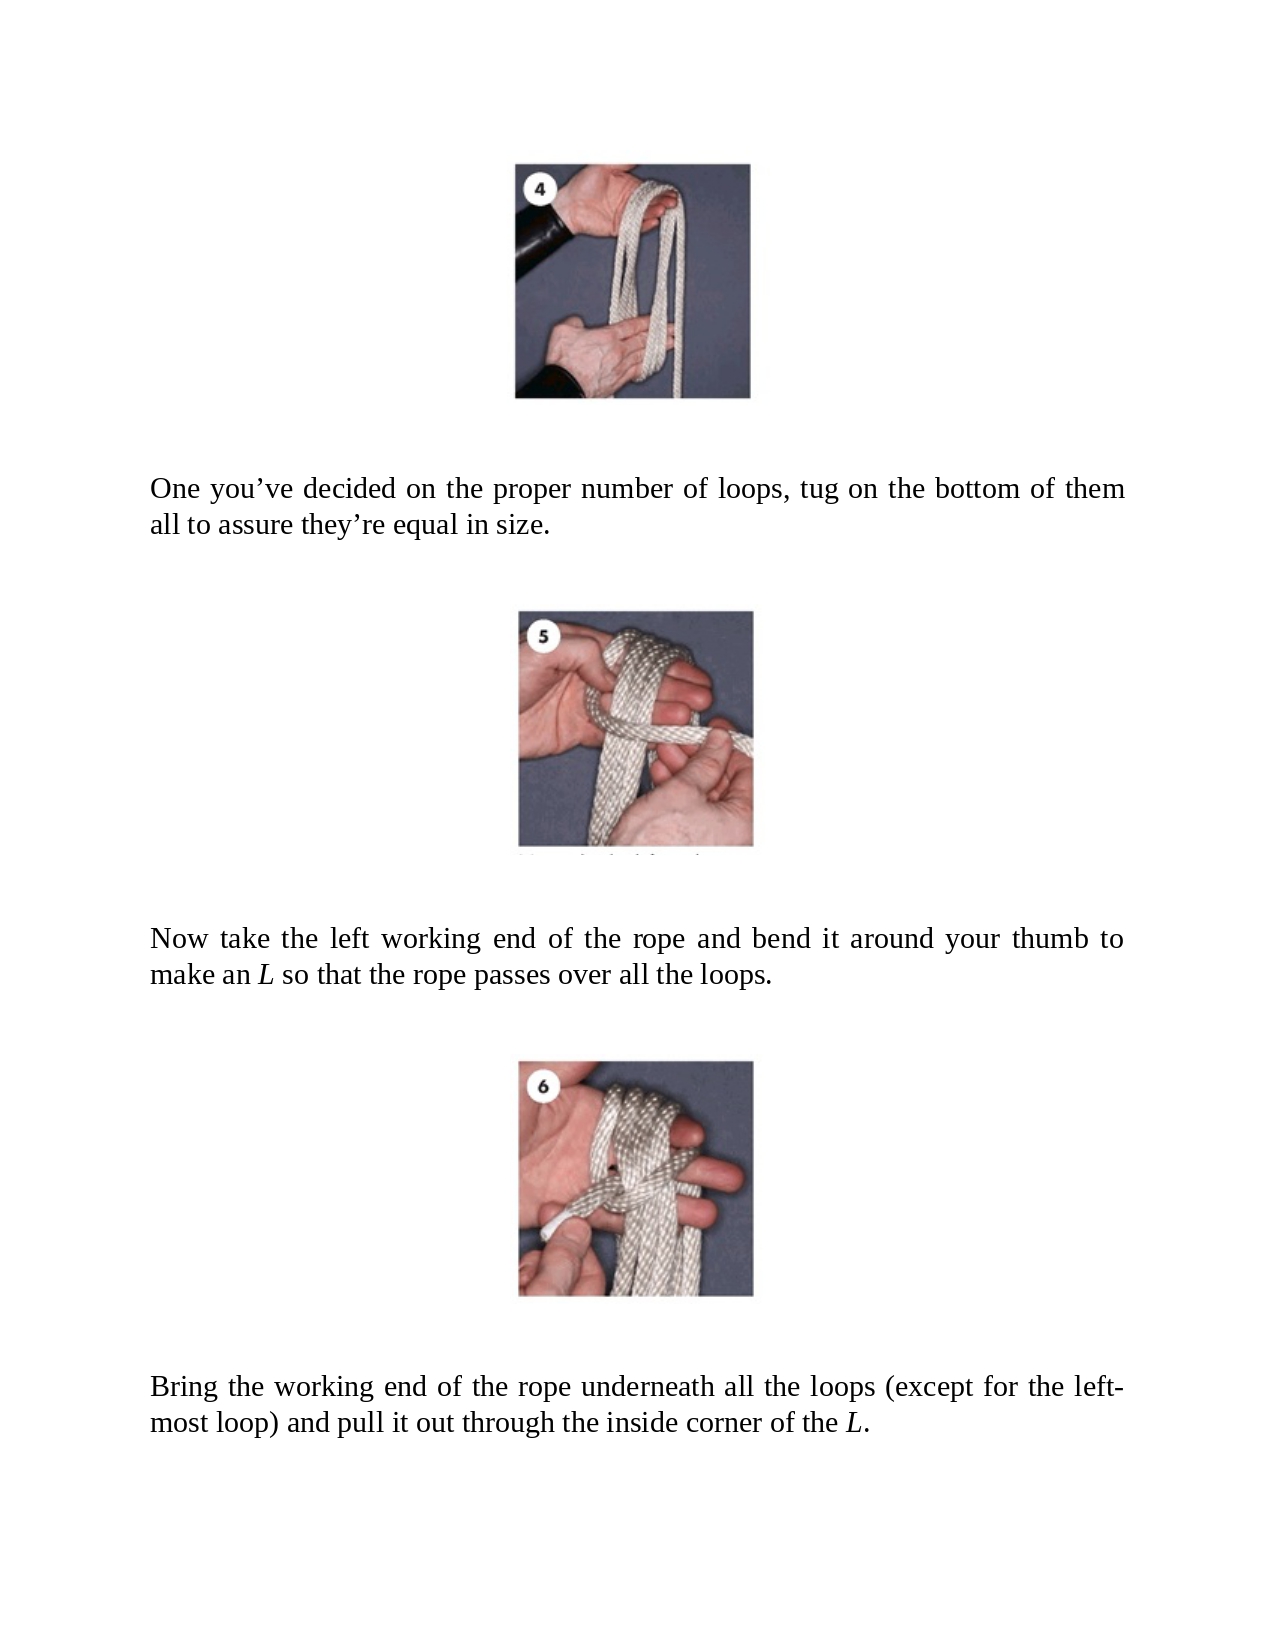 4
One you’ve decided on the proper number of loops, tug on the bottom of them
all to assure they’re equal in size.
5
Now take the left working end of the rope and bend it around your thumb to
make an L so that the rope passes over all the loops.
6
Bring the working end of the rope underneath all the loops (except for the left-
most loop) and pull it out through the inside corner of the L.